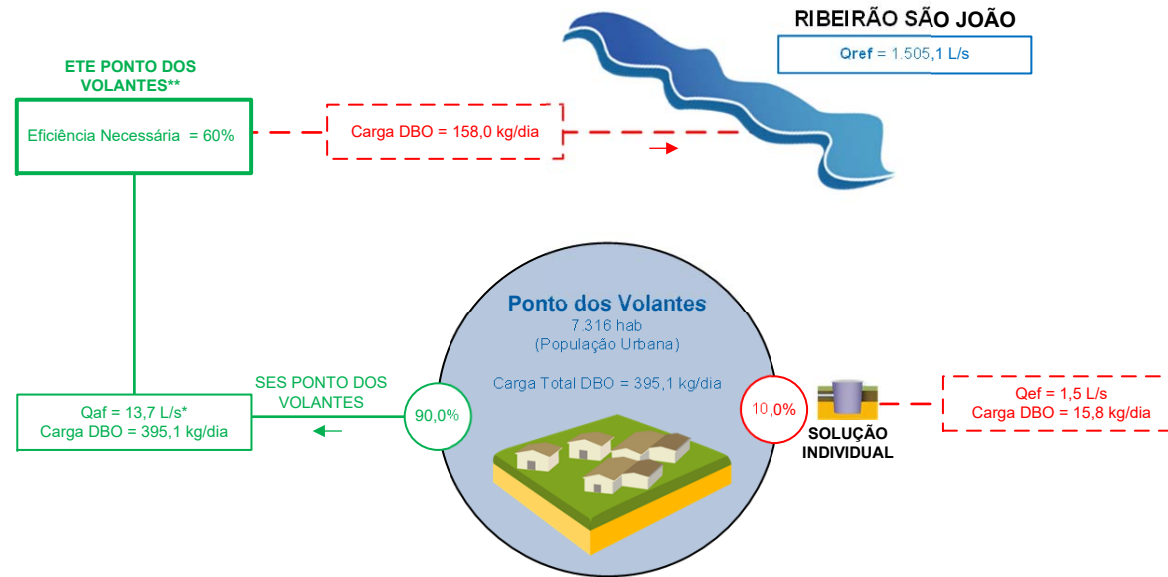 RIBEIRÃO SÃO JOÃO
Qref = 1.505,1 L/s
ETE PONTO DOS
VOLANTES**
Eficiência Necessária = 60%
Carga DBO = 158,0 kg/dia
Ponto dos Volantes
7.316 hab
(População Urbana)
Carga Total DBO = 395,1 kg/dia
SES PONTO DOS
VOLANTES
Qaf = 13,7 L/s*
Carga DBO = 395,1 kg/dia
90,0%
10,0%
SOLUÇÃO
INDIVIDUAL
Qef = 1,5 L/s
Carga DBO = 15,8 kg/dia